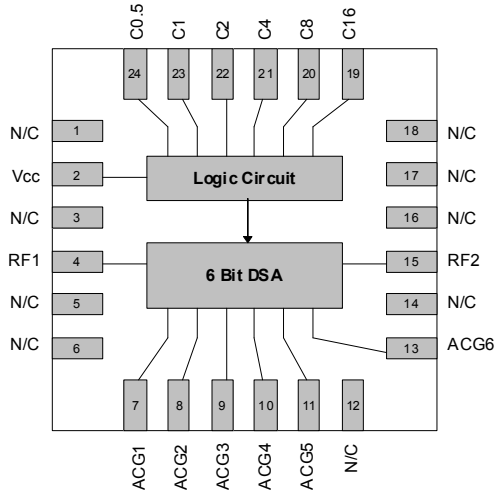 C0.5 C1 C2 C4 C8 C16
24 23 22 21 20 19
N/C 1 18 N/C
Vcc 2 Logic Circuit 17 N/C
N/C 3 16 N/C
RF1 4 6 Bit DSA 15 RF2
N/C 5 14 N/C
N/C 6 13 ACG6
7 8 9 10 11 12
ACG1 ACG2 ACG3 ACG4 ACG5 N/C